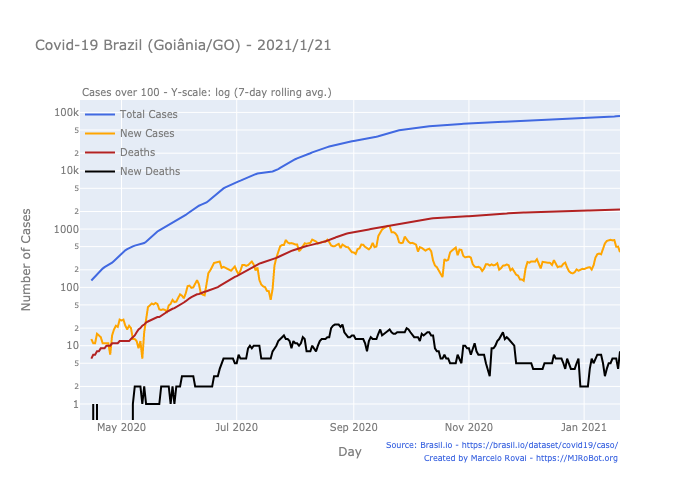 Covid-19 Brazil (Goiânia/GO) - 2021/1/21
Cases over 100 - Y-scale: log (7-day rolling avg.)
Total Cases
New Cases
Deaths
New Deaths
100k
5
2
10k
5
2
1000
5
2
100
5
2
10
5
2
1
Number of Cases
May 2020
Jul 2020
Sep 2020
Nov 2020
Jan 2021
Day
Source: Brasil.io - https://brasil.io/dataset/covid19/caso/
Created by Marcelo Rovai - https://MJRoBot.org